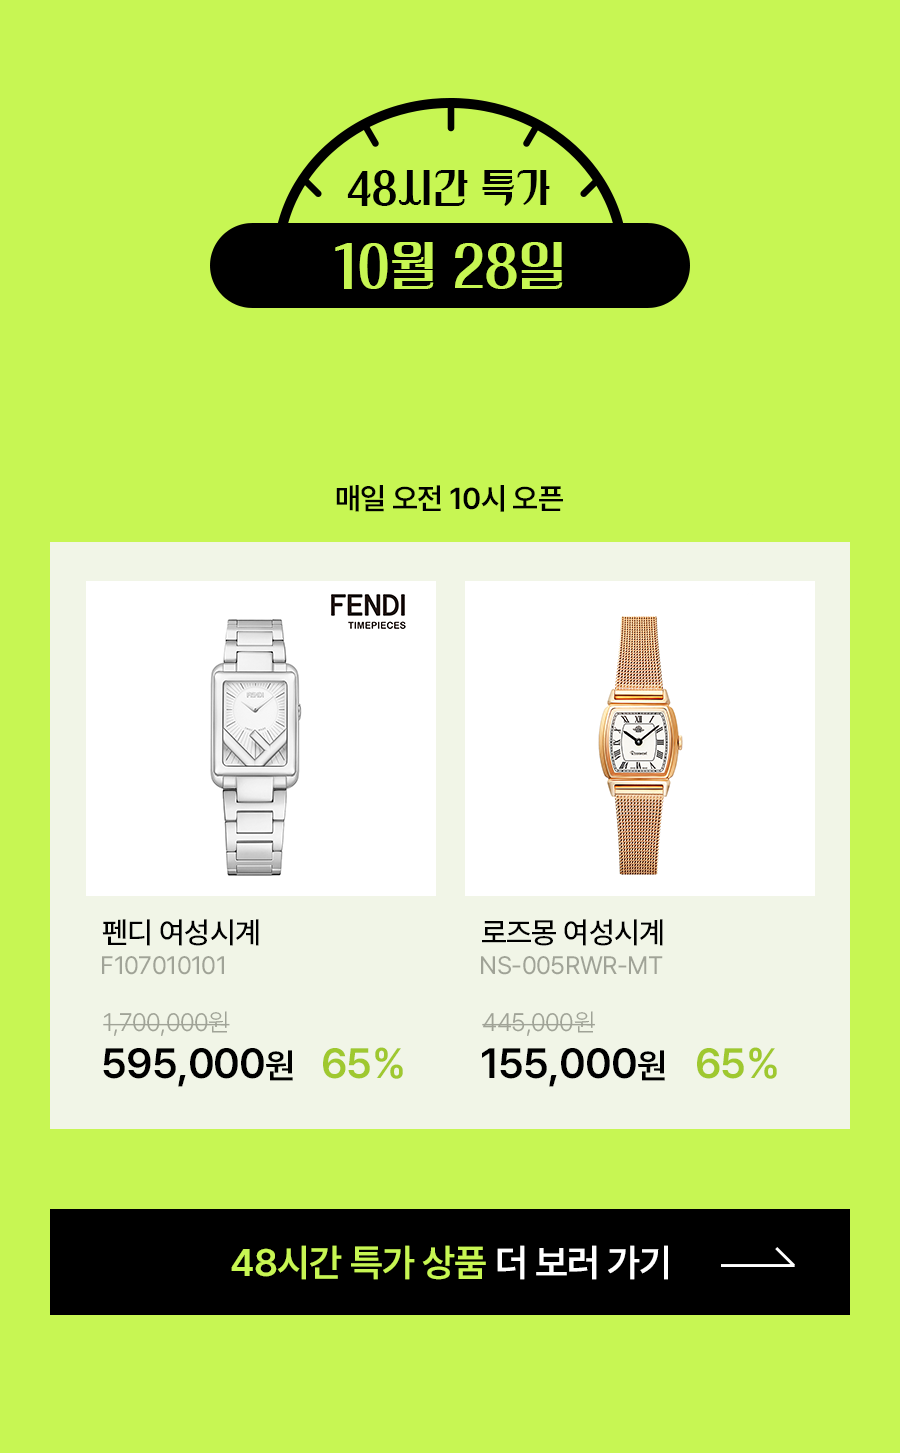 48시간 특가
10월 28일
매일 오전 10시 오픈
FENDI
TIMEPIECES
FENDI
펜디 여성시계
F107010101
1,700,000원
595,000원 65%
로즈몽 여성시계
NS-005RWR-MT
445,000원
155,000원 65%
48시간 특가 상품 더 보러 가기